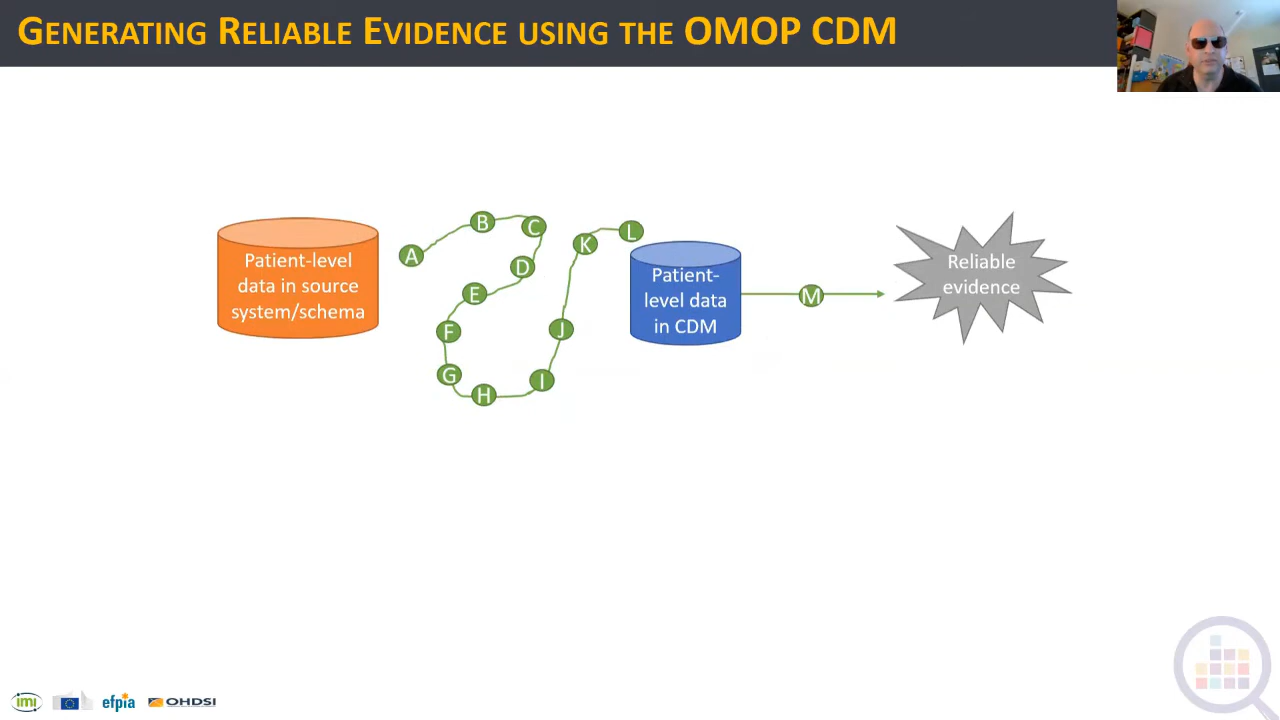 GENERATING RELIABLE EVIDENCE USING THE OMOP CDM
Patient-level
data in source
system/schema
A
B
C
D
E
F
G
H
I
J
K
L
Patient-
level data
in CDM
M
Reliable
evidence
imi
efpia
OHDSI